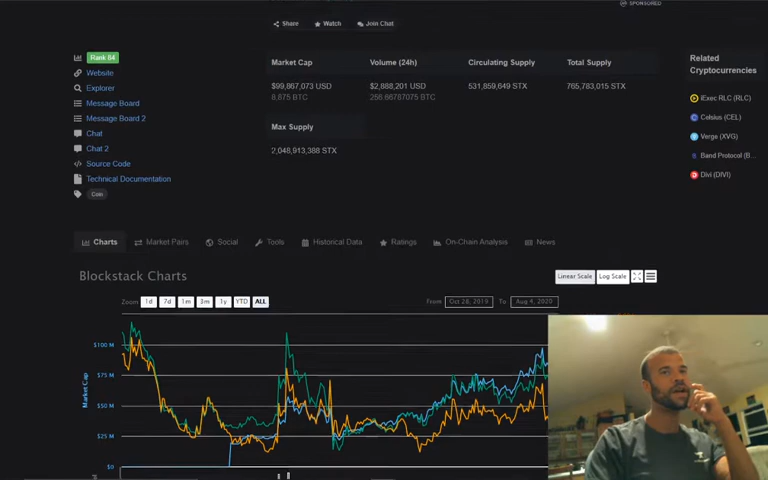 SPONSORED
Share Watch Join Chat
Rank 84
Website
Explorer
Message Board
Message Board 2
Chat
Chat 2
Source Code
Technical Documentation
Coin
Market Cap Volume (24h) Circulating Supply Total Supply
$99,867,073 USD $2,888,201 USD 531,859,649 STX 765,783,015 STX
8,875 BTC 256.66787075 BTC
Max Supply
2,048,913,388 STX
Related
Cryptocurrencies
iExec RLC (RLC)
Celsius (CEL)
Verge (XVG)
Band Protocol (B...
Divi (DIVI)
Charts Market Pairs Social Tools Historical Data Ratings On-Chain Analysis News
Blockstack Charts
Linear Scale Log Scale
Zoom 1d 7d 1m 3m 1y YTD ALL
From Oct 28, 2019 To Aug 4, 2020
$100 M
$75 M
$50 M
$25 M
$0
Market Cap